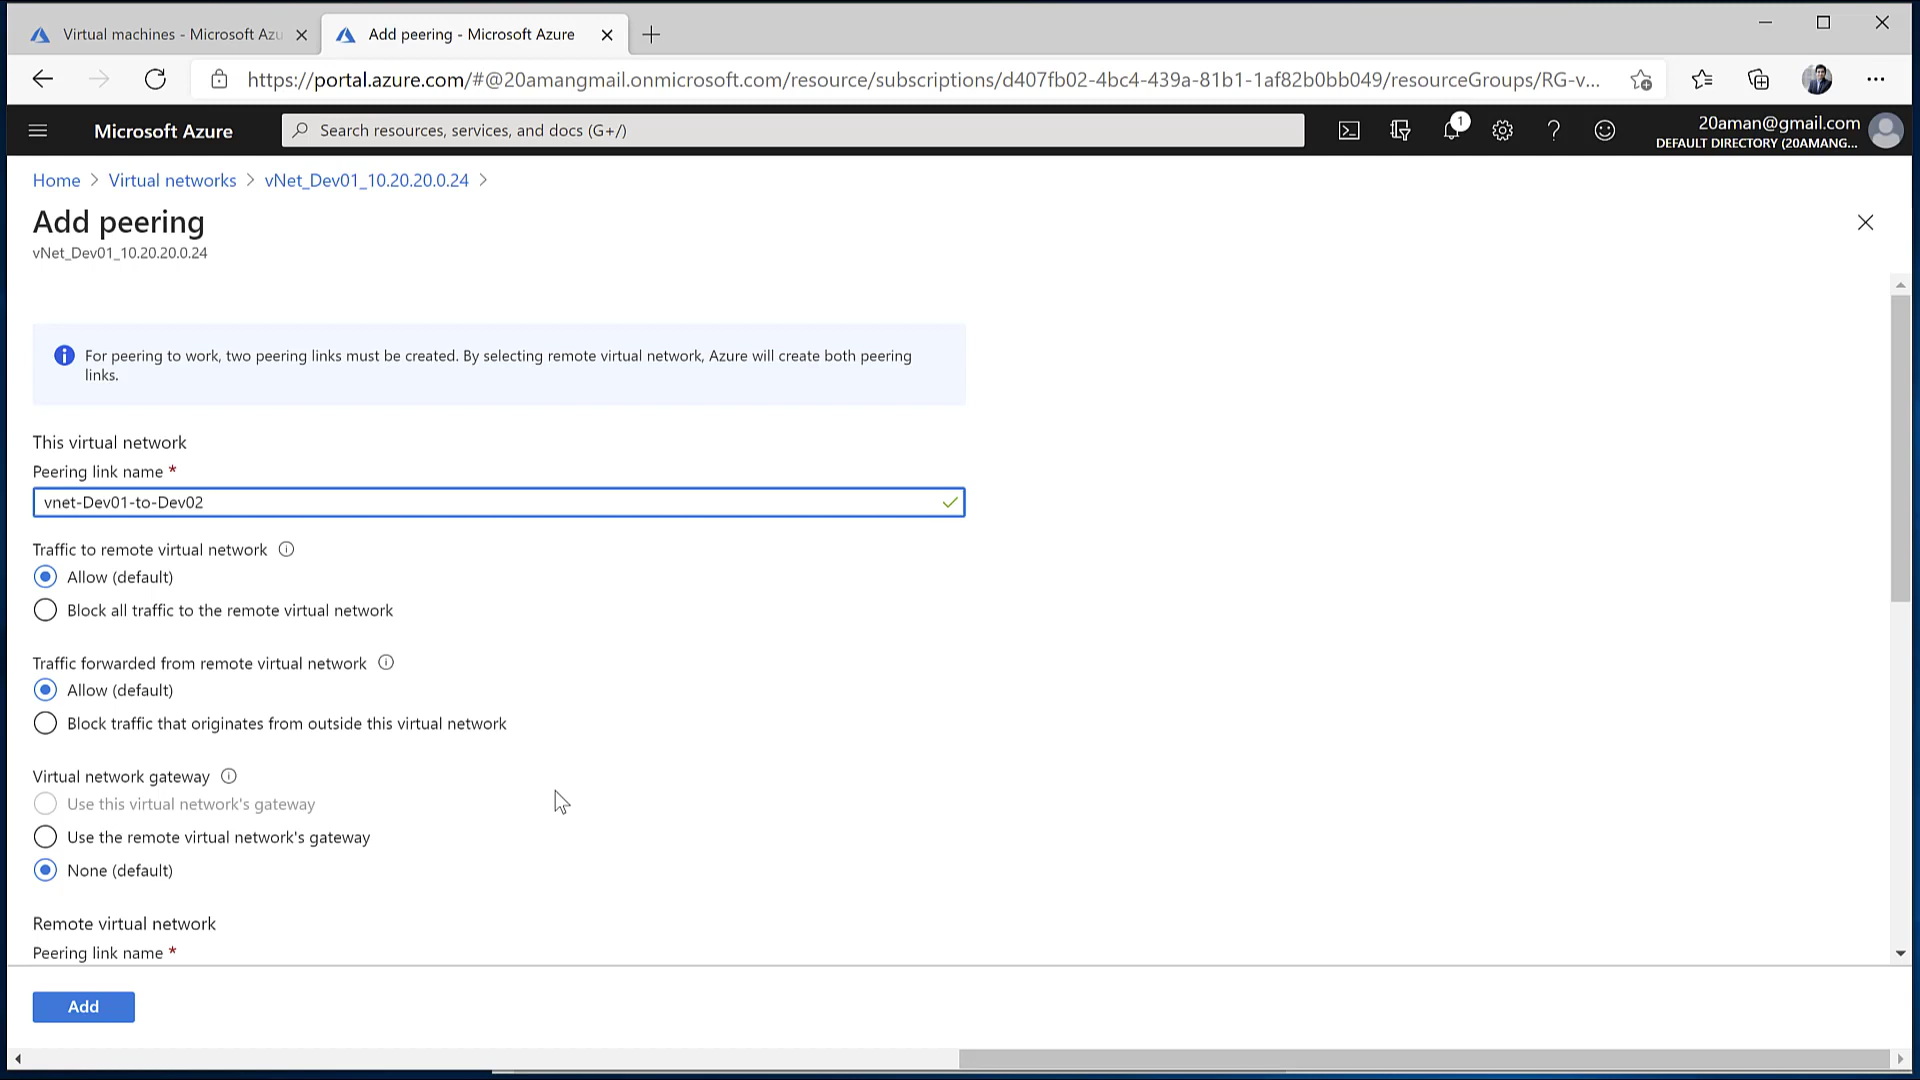 Virtual machines - Microsoft Azu
Add peering - Microsoft Azure
https://portal.azure.com/#@20amangmail.onmicrosoft.com/resource/subscriptions/d407fb02-4bc4-439a-81b1-1af82b0bb049/resourceGroups/RG-v...
Microsoft Azure
Search resources, services, and docs (G+/)
1
20aman@gmail.com
DEFAULT DIRECTORY (20AMANG...
Home > Virtual networks > vNet_Dev01_10.20.20.0.24 >
Add peering
vNet_Dev01_10.20.20.0.24
For peering to work, two peering links must be created. By selecting remote virtual network, Azure will create both peering
links.
This virtual network
Peering link name *
vnet-Dev01-to-Dev02
Traffic to remote virtual network
Allow (default)
Block all traffic to the remote virtual network
Traffic forwarded from remote virtual network
Allow (default)
Block traffic that originates from outside this virtual network
Virtual network gateway
Use this virtual network's gateway
Use the remote virtual network's gateway
None (default)
Remote virtual network
Peering link name *
Add